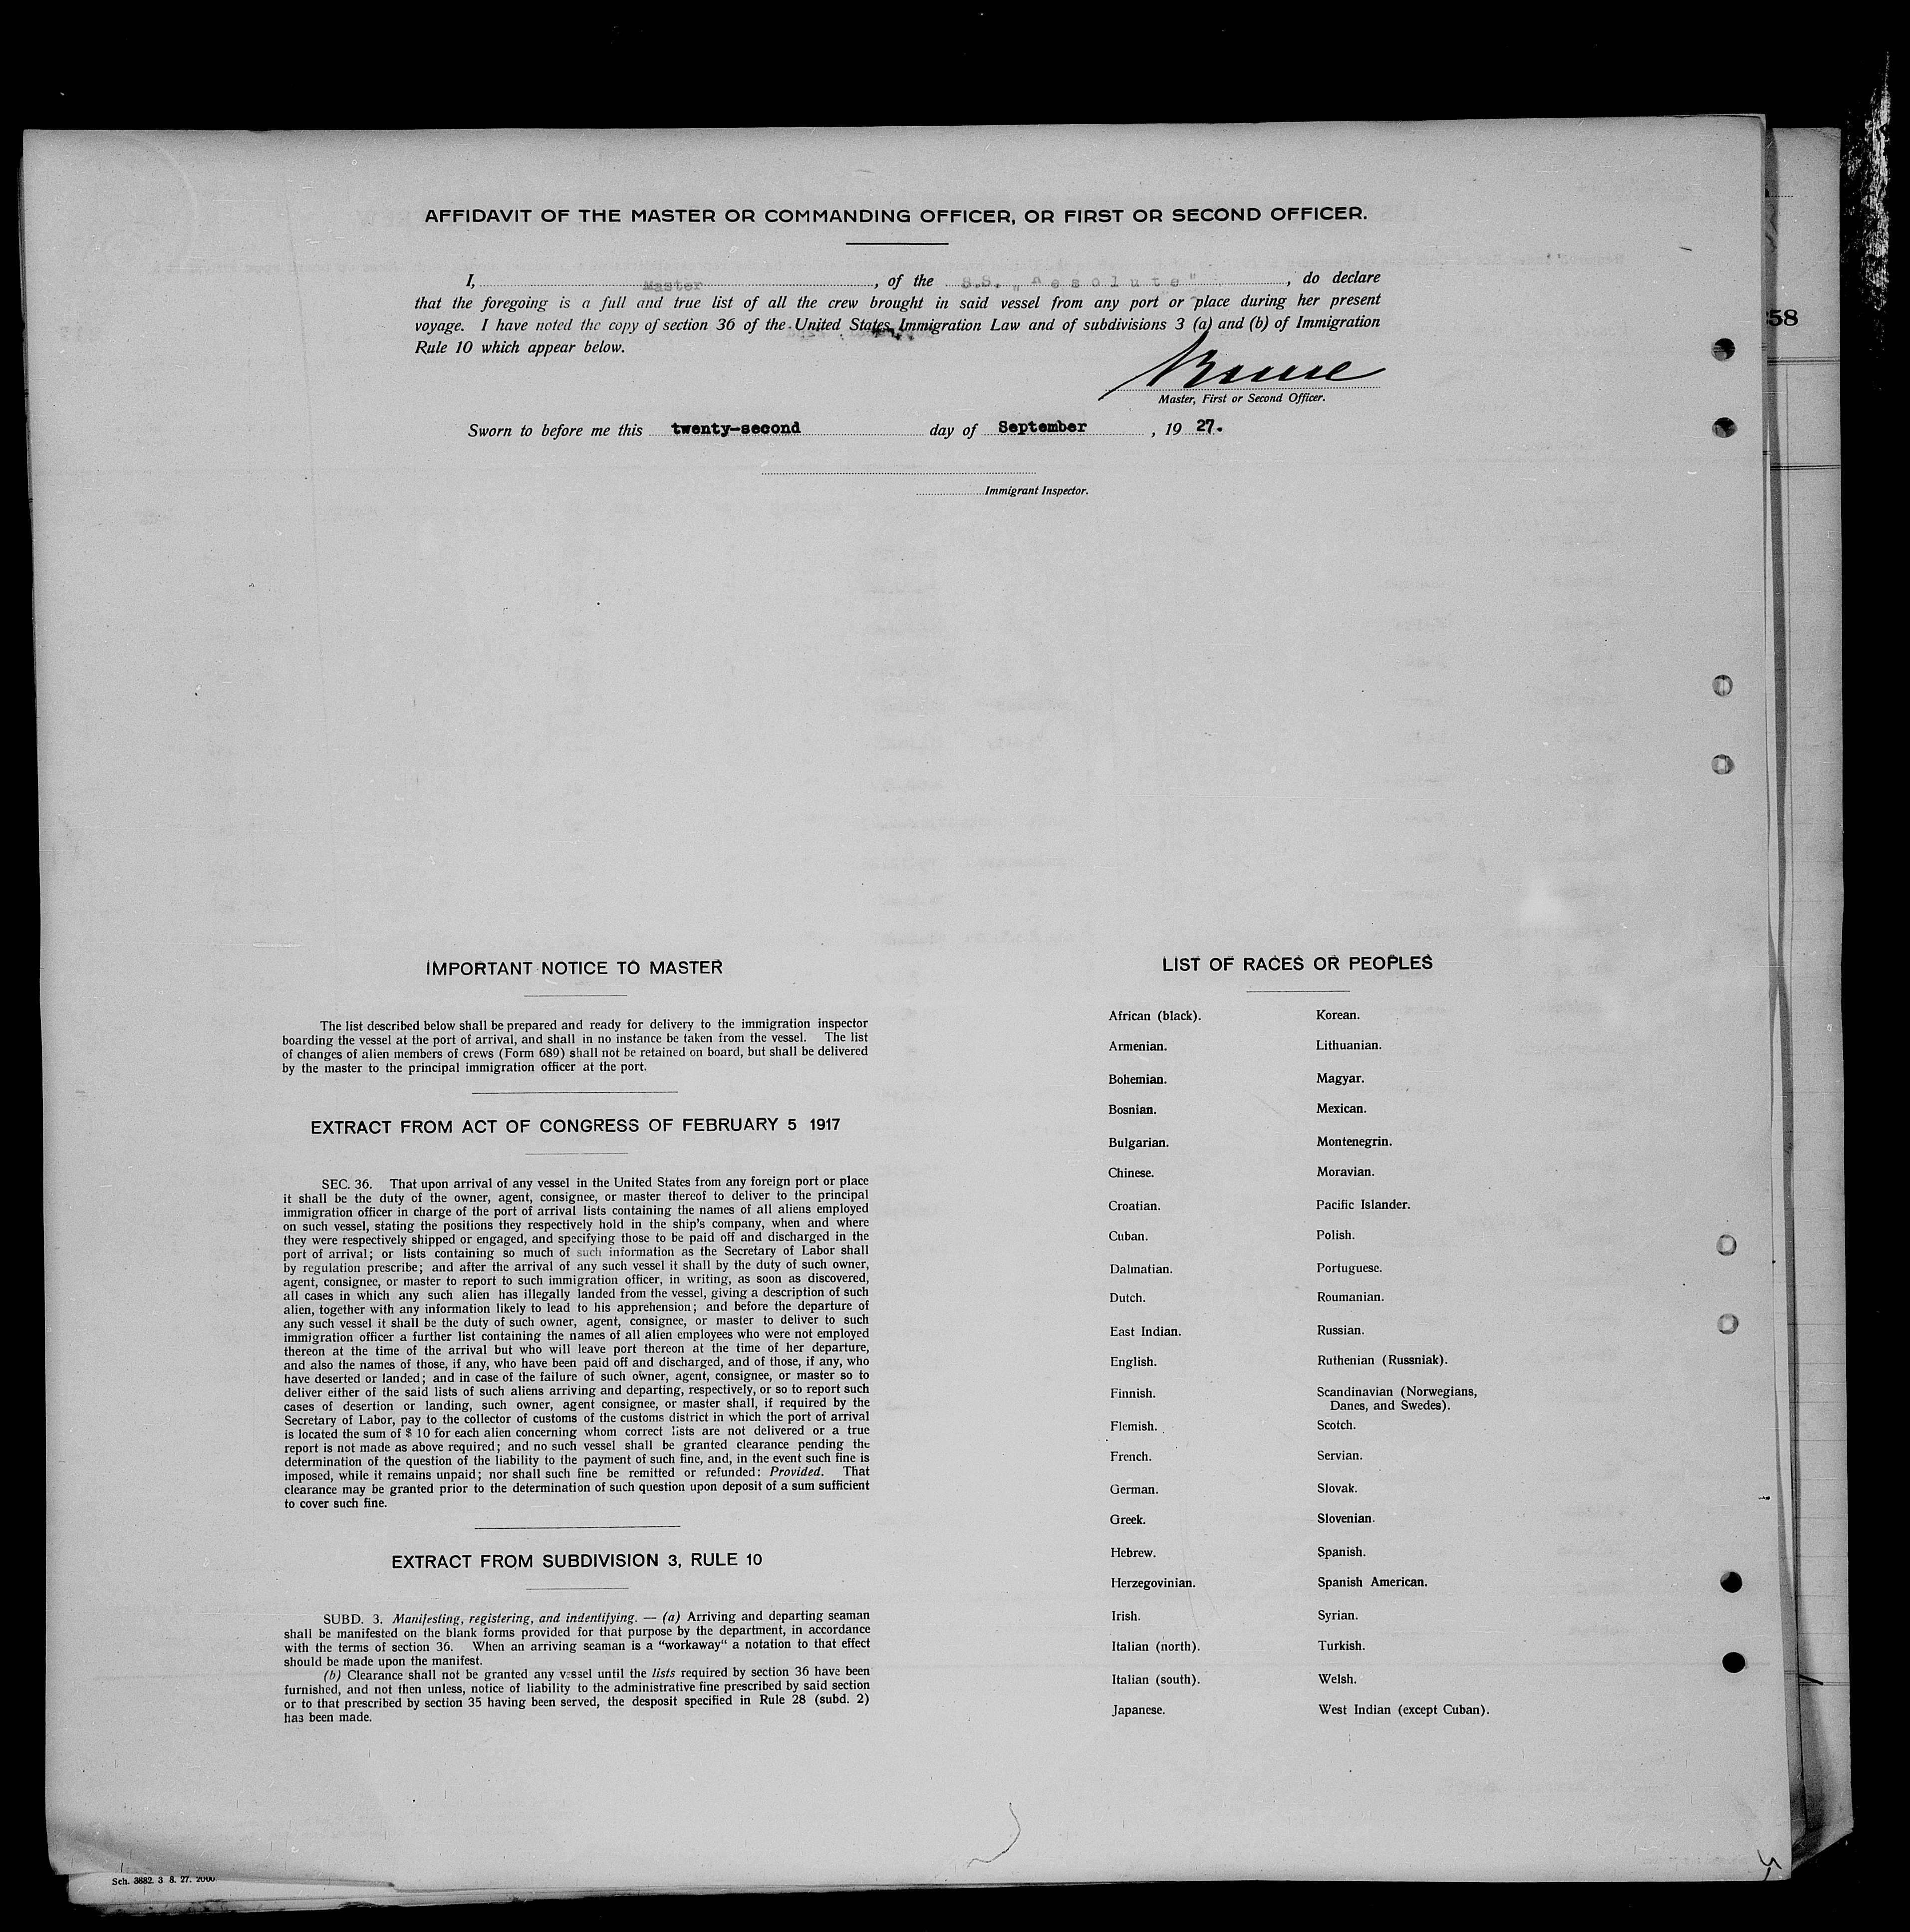 AFFIDAVIT OF THE MASTER OR COMMANDING OFFICER, OR FIRST OR SECOND OFFICER.
I, Master, of the S.S. „Resolute", do declare
that the foregoing is a full and true list of all the crew brought in said vessel from any port or place during her present
voyage. I have noted the copy of section 36 of the United States Immigration Law and of subdivisions 3 (a) and (b) of Immigration
Rule 10 which appear below.
Master, First or Second Officer.
Sworn to before me this twenty-second day of September, 19 27.
Immigrant Inspector.
258
IMPORTANT NOTICE TO MASTER
The list described below shall be prepared and ready for delivery to the immigration inspector
boarding the vessel at the port of arrival, and shall in no instance be taken from the vessel. The list
of changes of alien members of crews (Form 689) shall not be retained on board, but shall be delivered
by the master to the principal immigration officer at the port.
EXTRACT FROM ACT OF CONGRESS OF FEBRUARY 5 1917
SEC. 36. That upon arrival of any vessel in the United States from any foreign port or place
it shall be the duty of the owner, agent, consignee, or master thereof to deliver to the principal
immigration officer in charge of the port of arrival lists containing the names of all aliens employed
on such vessel, stating the positions they respectively hold in the ship's company, when and where
they were respectively shipped or engaged, and specifying those to be paid off and discharged in the
port of arrival; or lists containing so much of such information as the Secretary of Labor shall
by regulation prescribe; and after the arrival of any such vessel it shall by the duty of such owner,
agent, consignee, or master to report to such immigration officer, in writing, as soon as discovered,
all cases in which any such alien has illegally landed from the vessel, giving a description of such
alien, together with any information likely to lead to his apprehension; and before the departure of
any such vessel it shall be the duty of such owner, agent, consignee, or master to deliver to such
immigration officer a further list containing the names of all alien employees who were not employed
thereon at the time of the arrival but who will leave port thereon at the time of her departure,
and also the names of those, if any, who have been paid off and discharged, and of those, if any, who
have deserted or landed; and in case of the failure of such owner, agent, consignee, or master so to
deliver either of the said lists of such aliens arriving and departing, respectively, or so to report such
cases of desertion or landing, such owner, agent consignee, or master shall, if required by the
Secretary of Labor, pay to the collector of customs of the customs district in which the port of arrival
is located the sum of $ 10 for each alien concerning whom correct lists are not delivered or a true
report is not made as above required; and no such vessel shall be granted clearance pending the
determination of the question of the liability to the payment of such fine, and, in the event such fine is
imposed, while it remains unpaid; nor shall such fine be remitted or refunded: Provided. That
clearance may be granted prior to the determination of such question upon deposit of a sum sufficient
to cover such fine.
EXTRACT FROM SUBDIVISION 3, RULE 10
SUBD. 3. Manifesting, registering, and indentifying. — (a) Arriving and departing seaman
shall be manifested on the blank forms provided for that purpose by the department, in accordance
with the terms of section 36. When an arriving seaman is a "workaway" a notation to that effect
should be made upon the manifest.
(b) Clearance shall not be granted any vessel until the lists required by section 36 have been
furnished, and not then unless, notice of liability to the administrative fine prescribed by said section
or to that prescribed by section 35 having been served, the desposit specified in Rule 28 (subd. 2)
has been made.
LIST OF RACES OR PEOPLES
African (black).
Armenian.
Bohemian.
Bosnian.
Bulgarian.
Chinese.
Croatian.
Cuban.
Dalmatian.
Dutch.
East Indian.
English.
Finnish.
Flemish.
French.
German.
Greek.
Hebrew.
Herzegovinian.
Irish.
Italian (north).
Italian (south).
Japanese.
Korean.
Lithuanian.
Magyar.
Mexican.
Montenegrin.
Moravian.
Pacific Islander.
Polish.
Portuguese.
Roumanian.
Russian.
Ruthenian (Russniak).
Scandinavian (Norwegians,
Danes, and Swedes).
Scotch.
Servian.
Slovak.
Slovenian.
Spanish.
Spanish American.
Syrian.
Turkish.
Welsh.
West Indian (except Cuban).
Sch. 3882. 3 8. 27. 2000